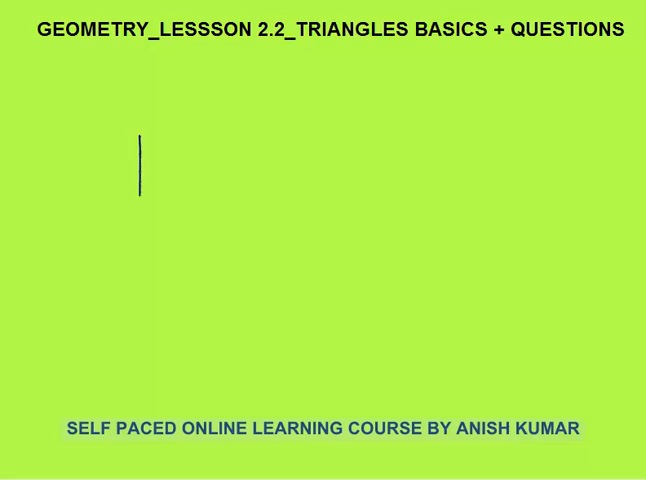 GEOMETRY_LESSSON 2.2_TRIANGLES BASICS + QUESTIONS
SELF PACED ONLINE LEARNING COURSE BY ANISH KUMAR